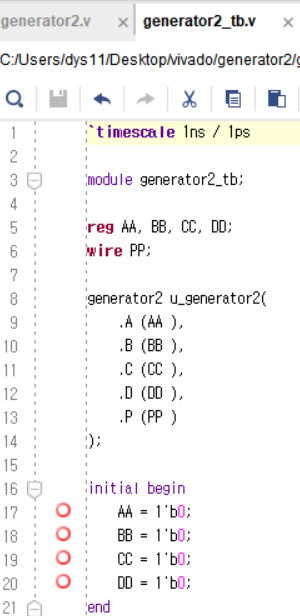 generator2.v × generator2_tb.v ×
C:/Users/dys11/Desktop/vivado/generator2/g
1 `timescale 1ns / 1ps
2
3 module generator2_tb;
4
5 reg AA, BB, CC, DD;
6 wire PP;
7
8 generator2 u_generator2(
9 .A (AA ),
10 .B (BB ),
11 .C (CC ),
12 .D (DD ),
13 .P (PP )
14 );
15
16 initial begin
17 AA = 1'b0;
18 BB = 1'b0;
19 CC = 1'b0;
20 DD = 1'b0;
21 end